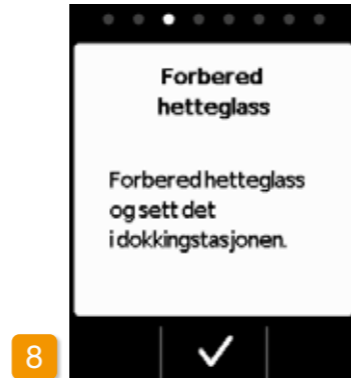 Forbered
hetteglass
Forbered hetteglass
og sett det
i dokkingstasjonen.
8